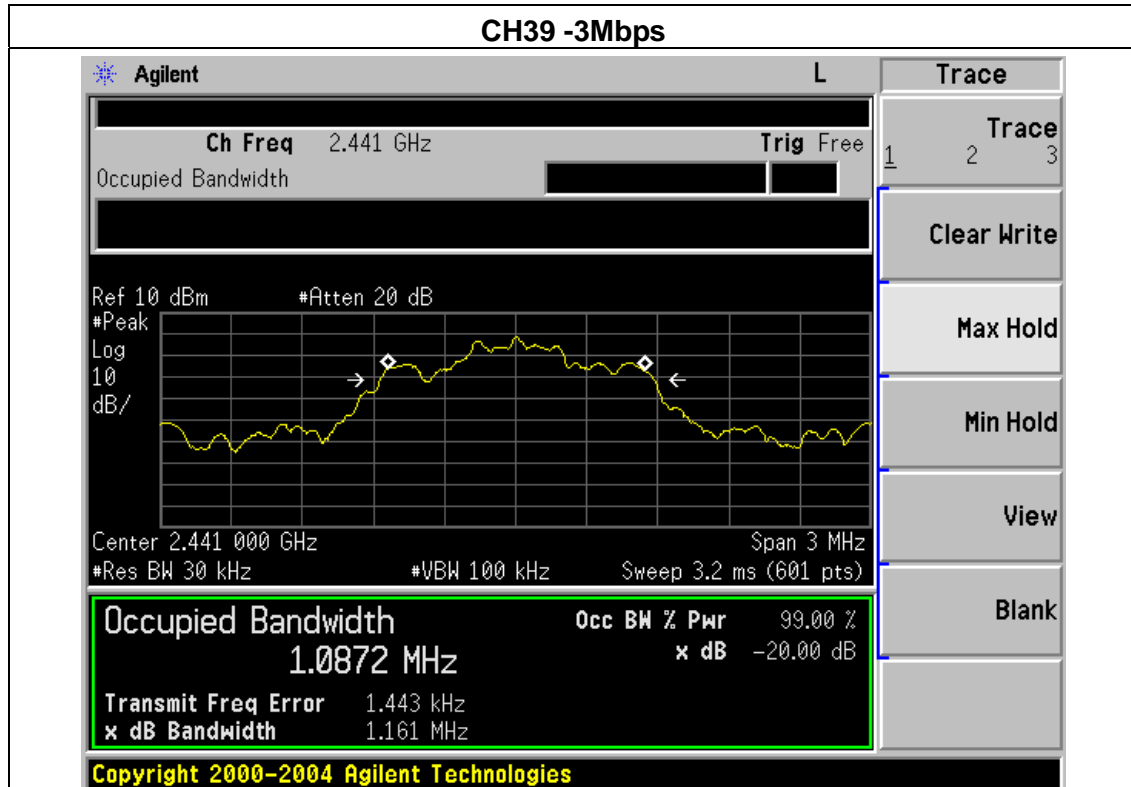 CH39 -3Mbps
Agilent L Trace
Ch Freq 2.441 GHz Trig Free
Occupied Bandwidth
Trace
1 2 3
Clear Write
Max Hold
Min Hold
View
Blank
Ref 10 dBm #Atten 20 dB
#Peak
Log
10
dB/
Center 2.441 000 GHz Span 3 MHz
#Res BW 30 kHz #VBW 100 kHz Sweep 3.2 ms (601 pts)
Occupied Bandwidth Occ BW % Pwr 99.00 %
1.0872 MHz x dB -20.00 dB
Transmit Freq Error 1.443 kHz
x dB Bandwidth 1.161 MHz
Copyright 2000-2004 Agilent Technologies